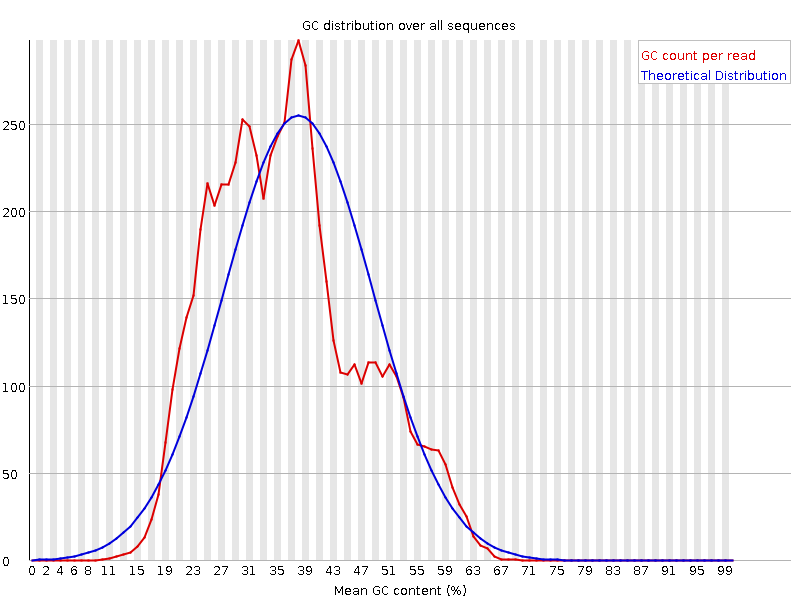 GC distribution over all sequences
GC count per read
Theoretical Distribution
250
200
150
100
50
0
0 2 4 6 8 11 15 19 23 27 31 35 39 43 47 51 55 59 63 67 71 75 79 83 87 91 95 99
Mean GC content (%)